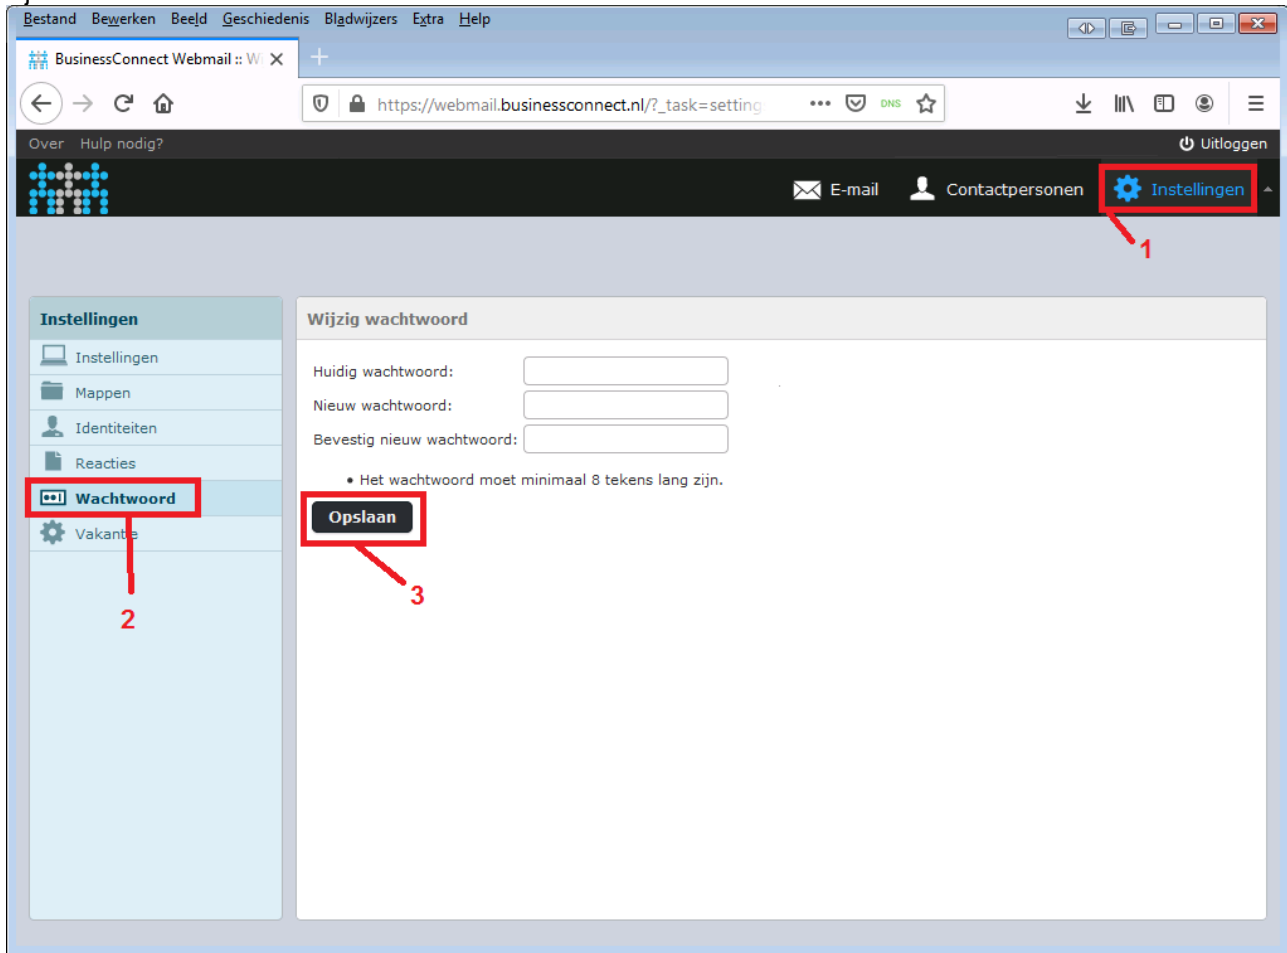 Bestand Bewerken Beeld Geschiedenis Bladwijzers Extra Help
BusinessConnect Webmail :: W
https://webmail.businessconnect.nl/?_task=setting
DNS
Over Hulp nodig? Uitloggen
E-mail Contactpersonen Instellingen
1
Instellingen
Instellingen
Mappen
Identiteiten
Reacties
Wachtwoord
Vakantie
2
Wijzig wachtwoord
Huidig wachtwoord:
Nieuw wachtwoord:
Bevestig nieuw wachtwoord:
• Het wachtwoord moet minimaal 8 tekens lang zijn.
Opslaan
3